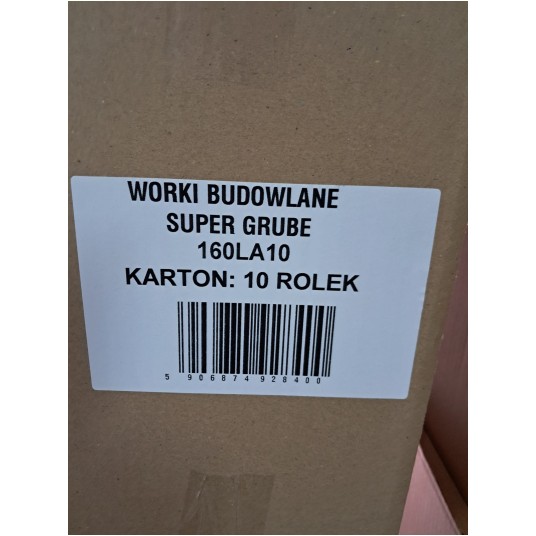 WORKI BUDOWLANE
SUPER GRUBE
160LA10
KARTON: 10 ROLEK
5 906874 928400